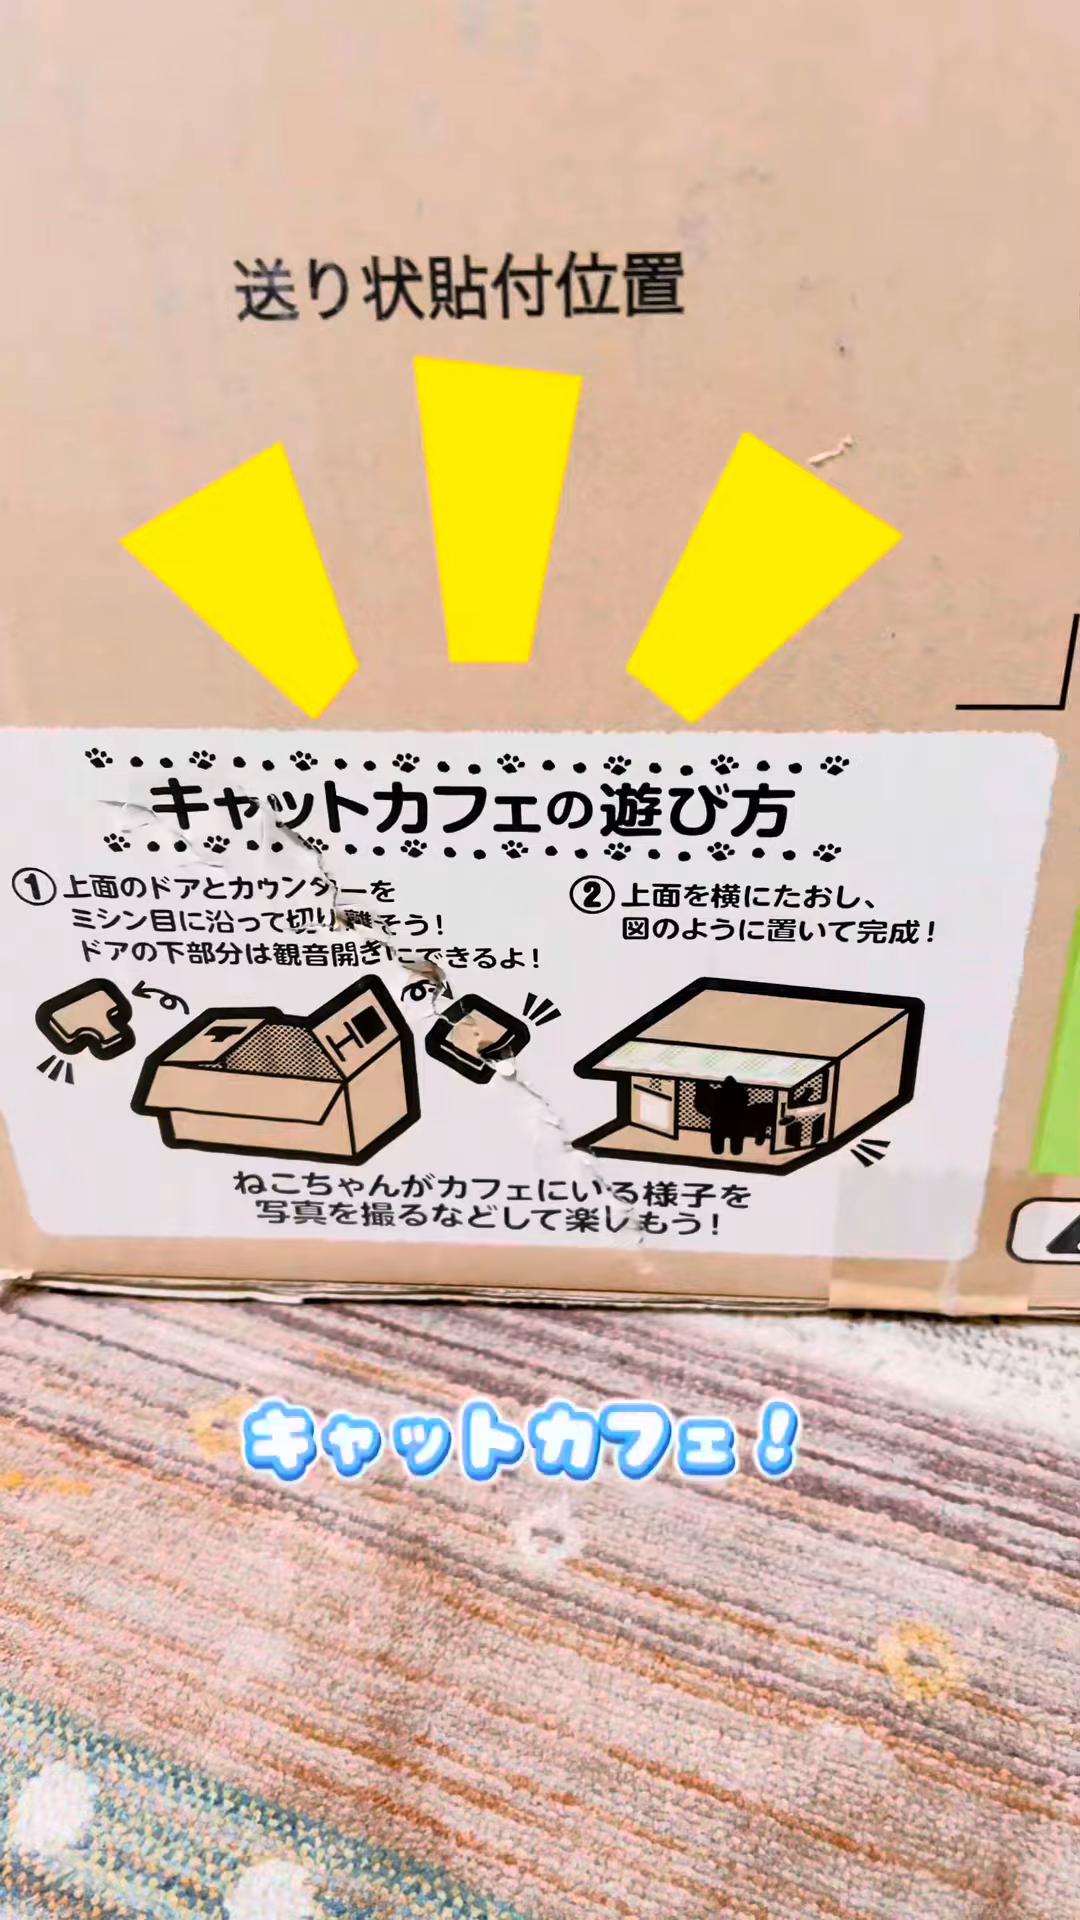 送り状貼付位置
キャットカフェの遊び方
①上面のドアとカウンターを
ミシン目に沿って切り離そう!
ドアの下部分は観音開きにできるよ!
②上面を横にたおし、
図のように置いて完成!
ねこちゃんがカフェにいる様子を
写真を撮るなどして楽しもう!
キャットカフェ!